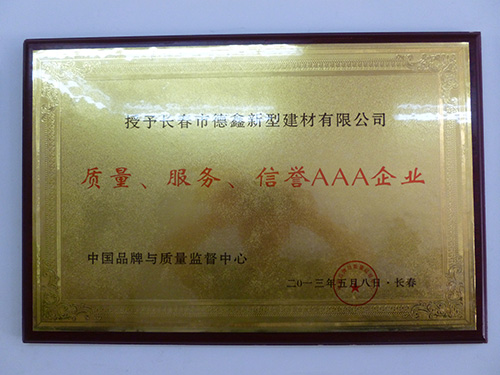 授予长春市德鑫新型建材有限公司
质量、服务、信誉AAA企业
中国品牌与质量监督中心
二0一三年五月八日·长春